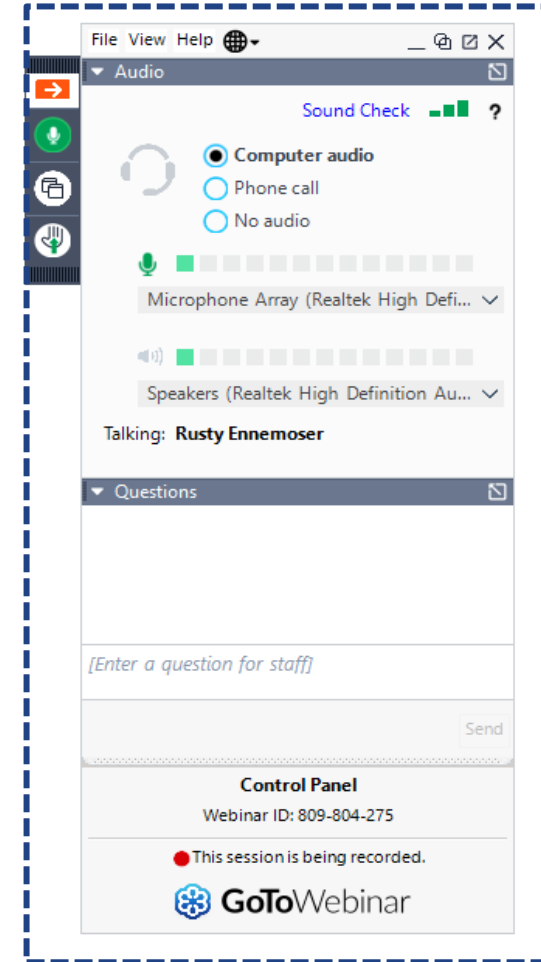 File View Help
Audio
Sound Check ?
Computer audio
Phone call
No audio
Microphone Array (Realtek High Defi...
Speakers (Realtek High Definition Au...
Talking: Rusty Ennemoser
Questions
[Enter a question for staff]
Send
Control Panel
Webinar ID: 809-804-275
This session is being recorded.
GoToWebinar